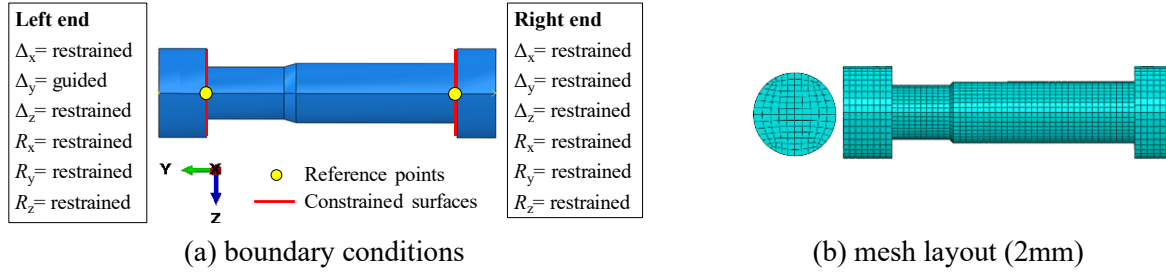 Left end
Δx= restrained
Δy= guided
Δz= restrained
Rx= restrained
Ry= restrained
Rz= restrained
Y
X
Z
Reference points
Constrained surfaces
Right end
Δx= restrained
Δy= restrained
Δz= restrained
Rx= restrained
Ry= restrained
Rz= restrained
(a) boundary conditions
(b) mesh layout (2mm)